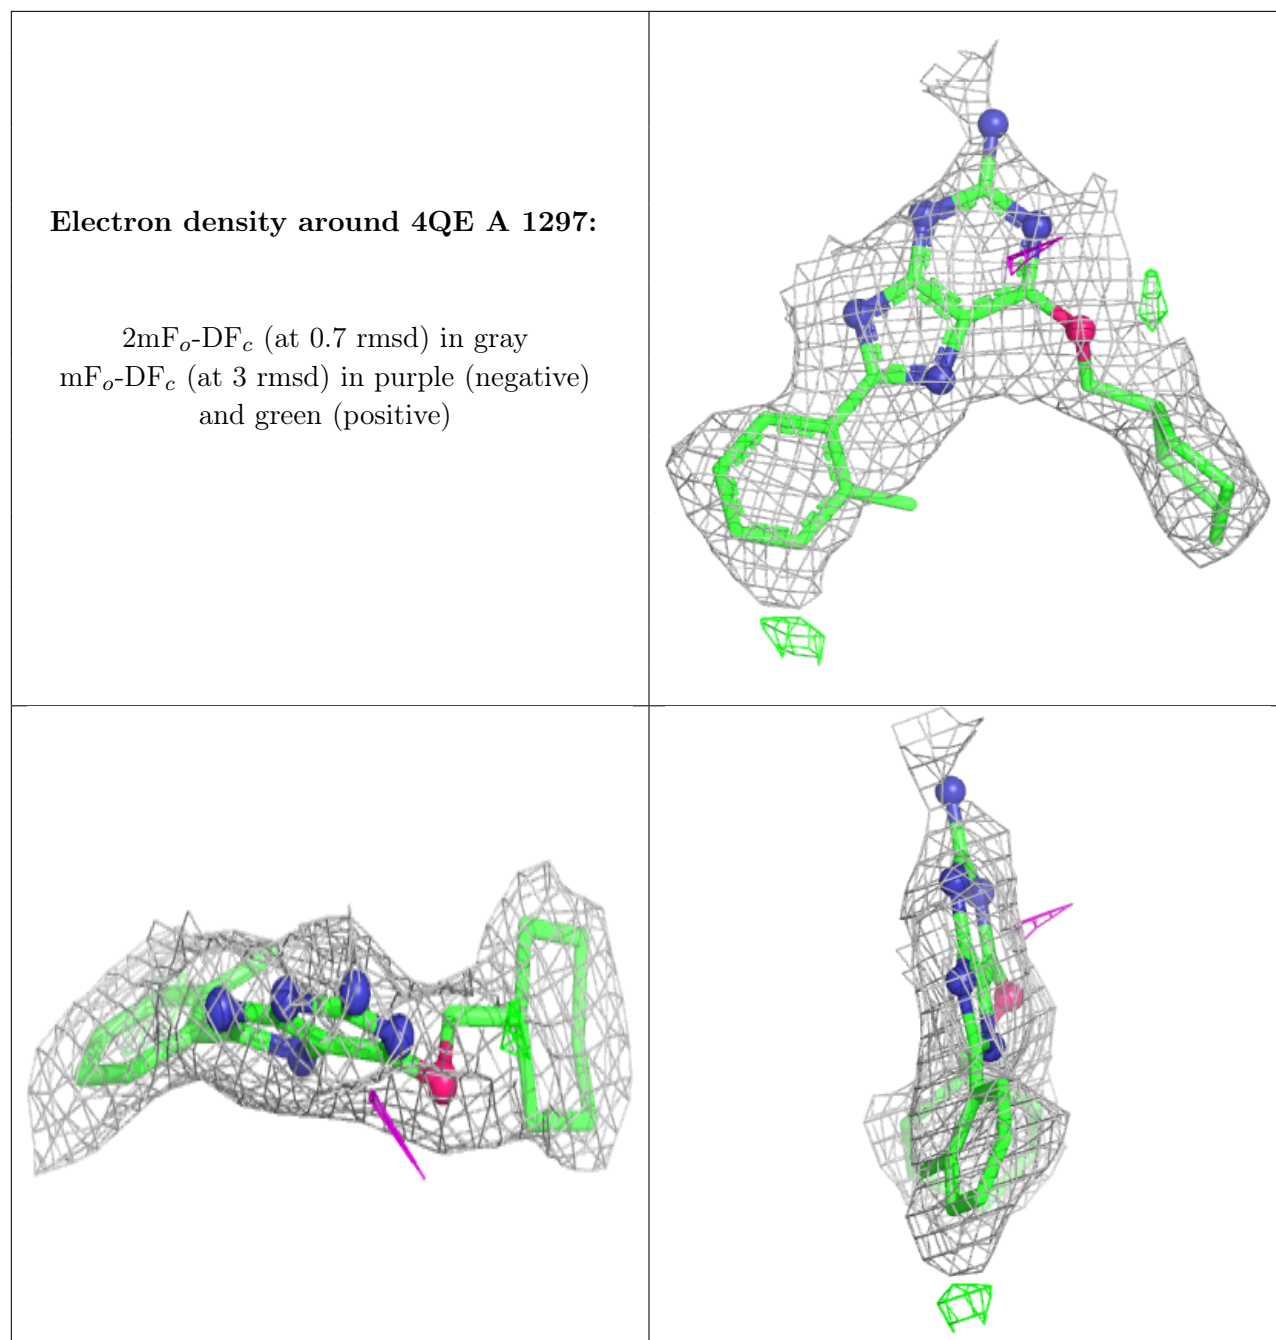 Electron density around 4QE A 1297:
2mFo-DFc (at 0.7 rmsd) in gray
mFo-DFc (at 3 rmsd) in purple (negative)
and green (positive)